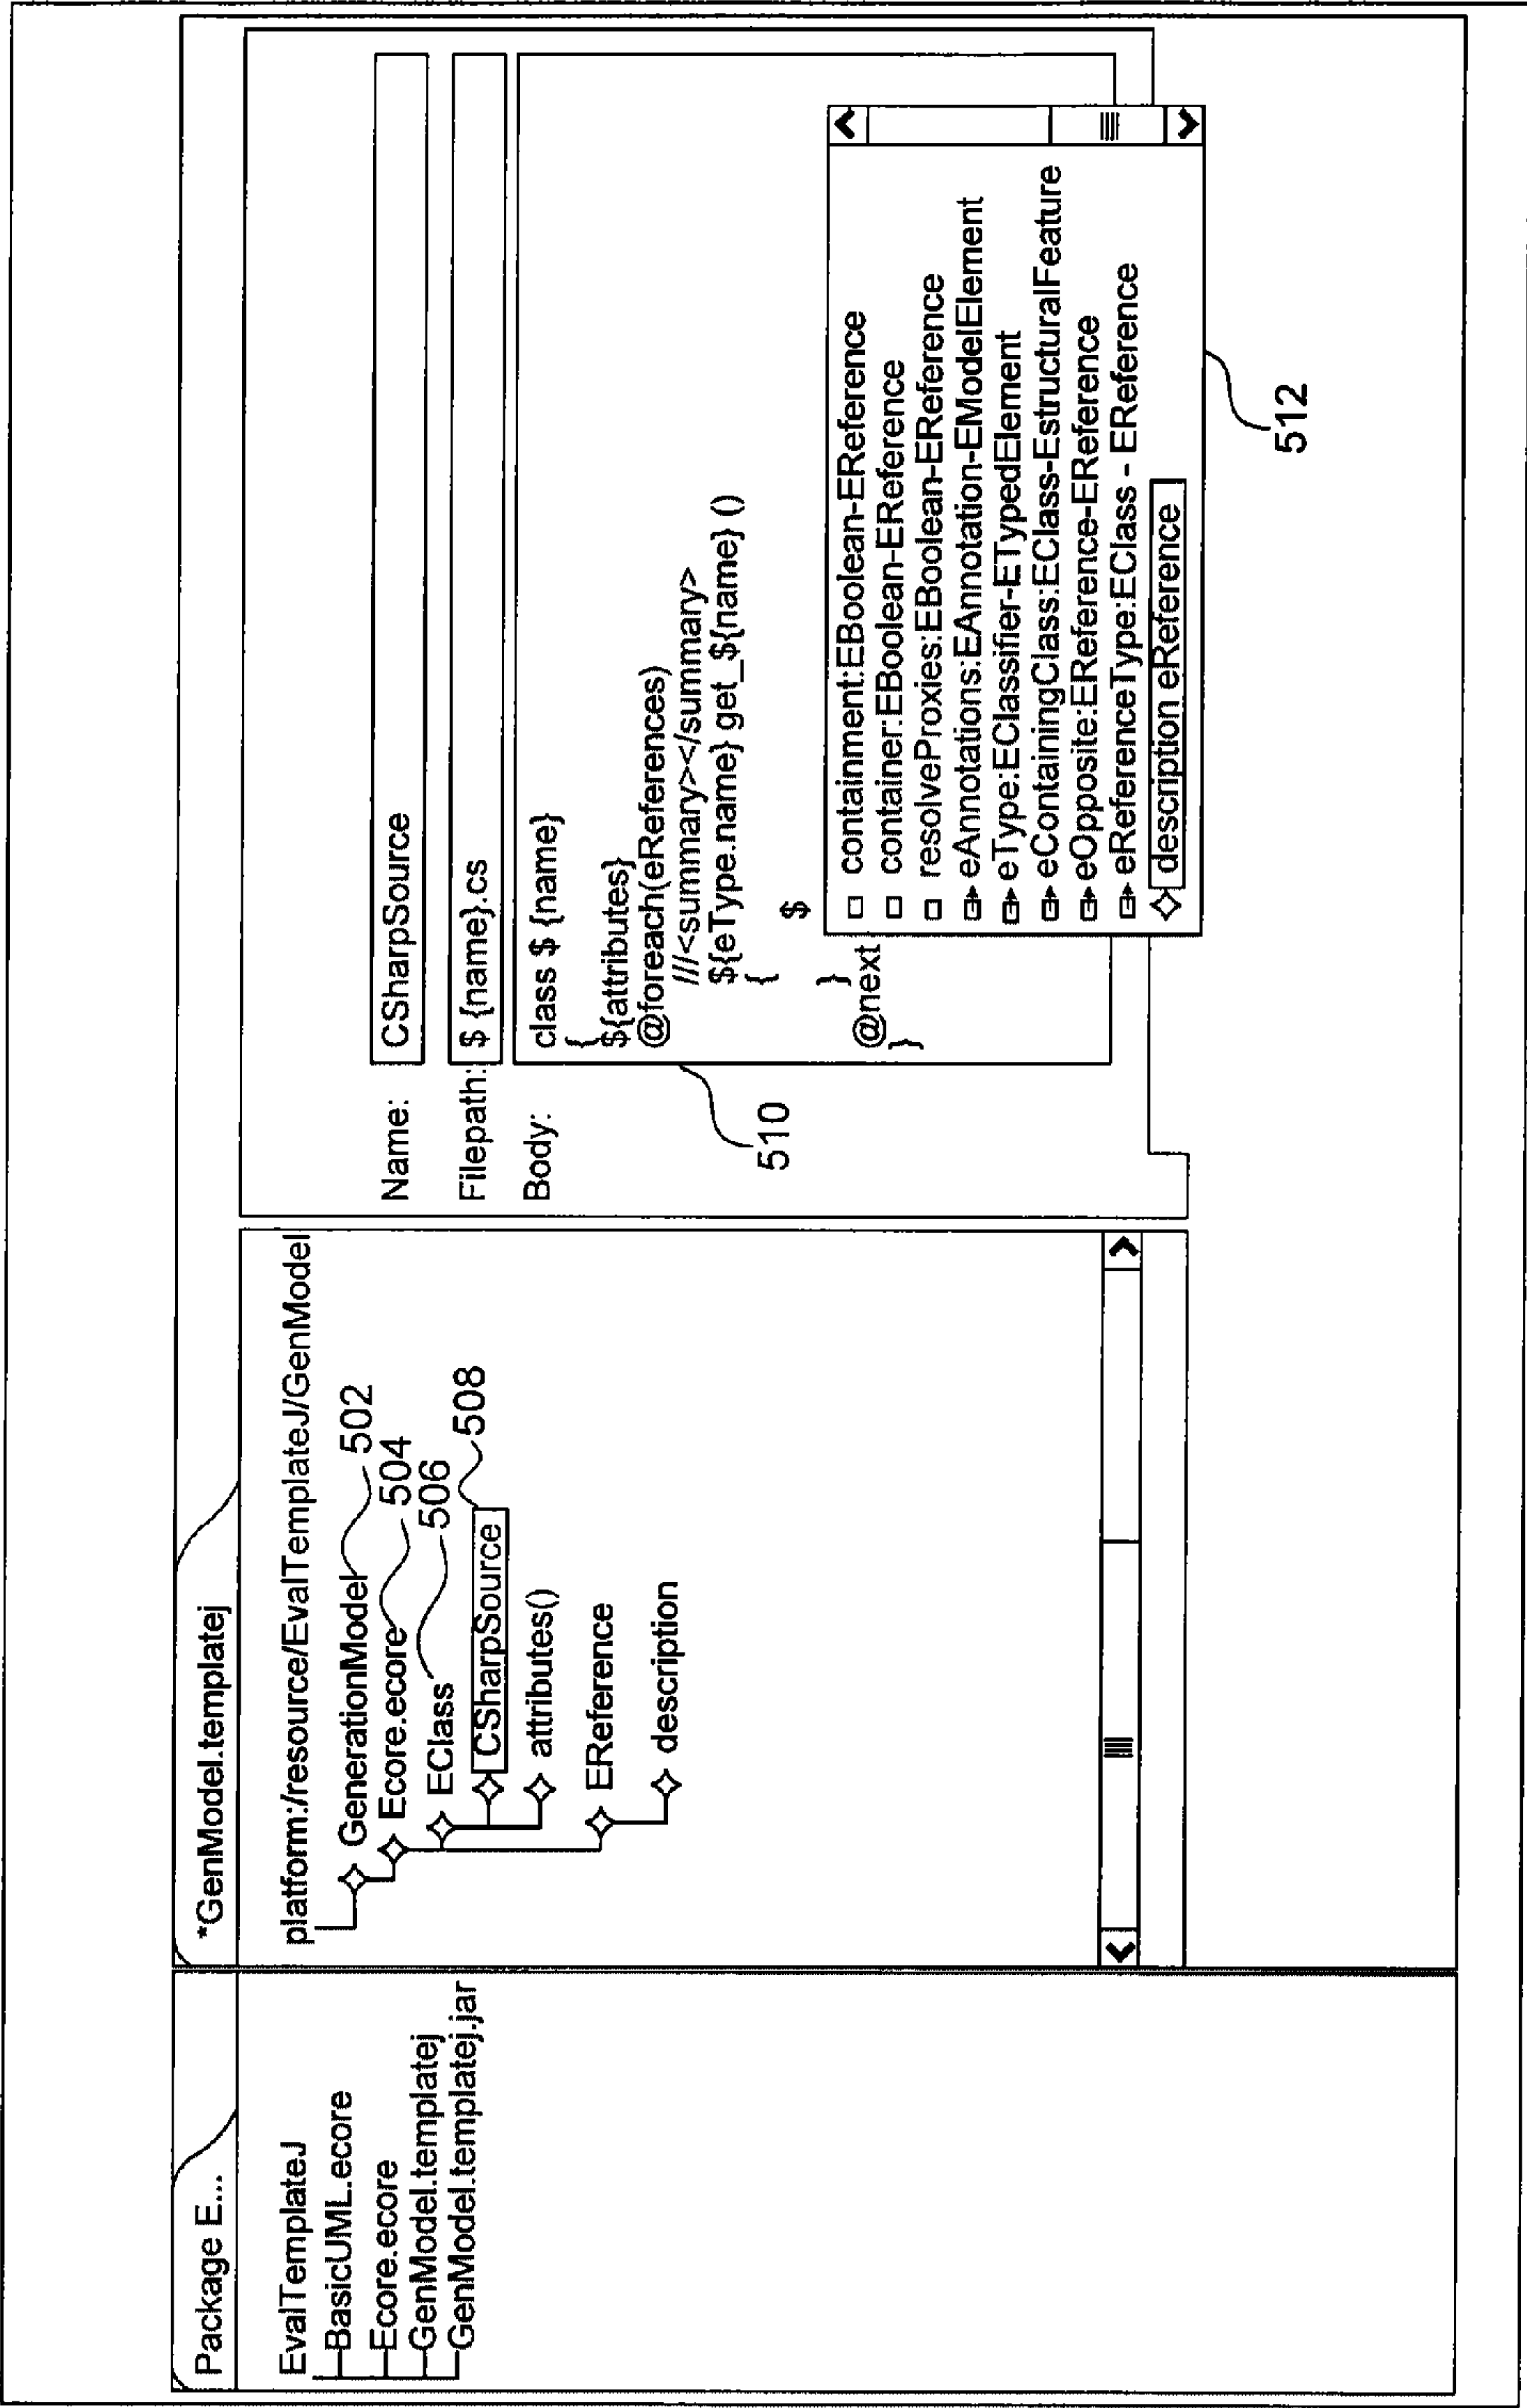 Package E...
EvalTemplateJ
BasicUML.ecore
Ecore.ecore
GenModel.templatej
GenModel.templatej.jar
*GenModel.templatej
platform:/resource/EvalTemplateJ/GenModel
GenerationModel 502
Ecore.ecore 504
EClass 506
CSharpSource 508
attributes()
EReference
description
Name: CSharpSource
Filepath: $ {name}.cs
Body:
class $ {name}
{
${attributes}
@foreach(eReferences)
///<summary></summary>
${eType.name} get_${name} ()
{
$
}
@next
}
510
containment:EBoolean-EReference
container:EBoolean-EReference
resolveProxies:EBoolean-EReference
eAnnotations:EAnnotation-EModelElement
eType:EClassifier-ETypedElement
eContainingClass:EClass-EstructuralFeature
eOpposite:EReference-EReference
eReferenceType:EClass - EReference
description eReference
512